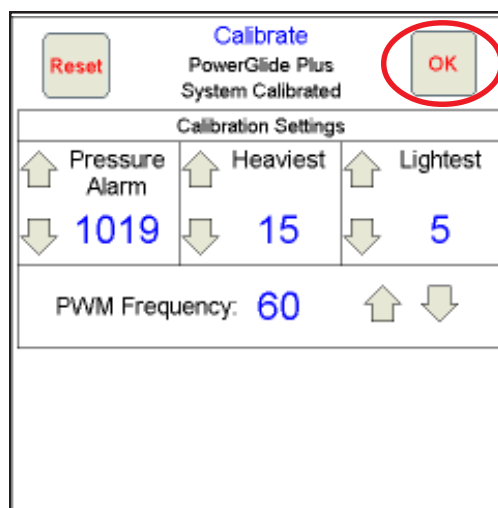 Calibrate
Reset
PowerGlide Plus
OK
System Calibrated
Calibration Settings
Pressure
Alarm
1019
Heaviest
15
Lightest
5
PWM Frequency: 60